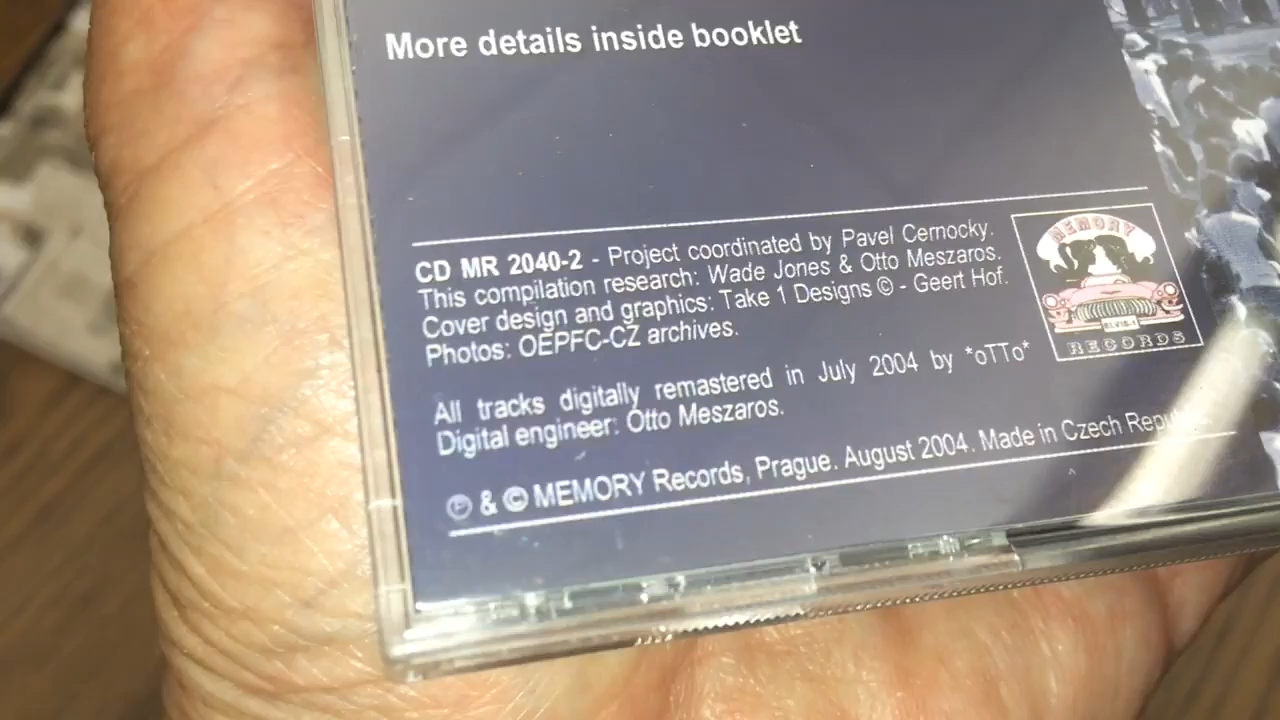 More details inside booklet
CD MR 2040-2 - Project coordinated by Pavel Cernocky.
This compilation research: Wade Jones & Otto Meszaros.
Cover design and graphics: Take 1 Designs © - Geert Hof.
Photos: OEPFC-CZ archives.
MEMORY
ELVIS-1
RECORDS
All tracks digitally remastered in July 2004 by *oTTo*
Digital engineer: Otto Meszaros.
℗ & © MEMORY Records, Prague. August 2004. Made in Czech